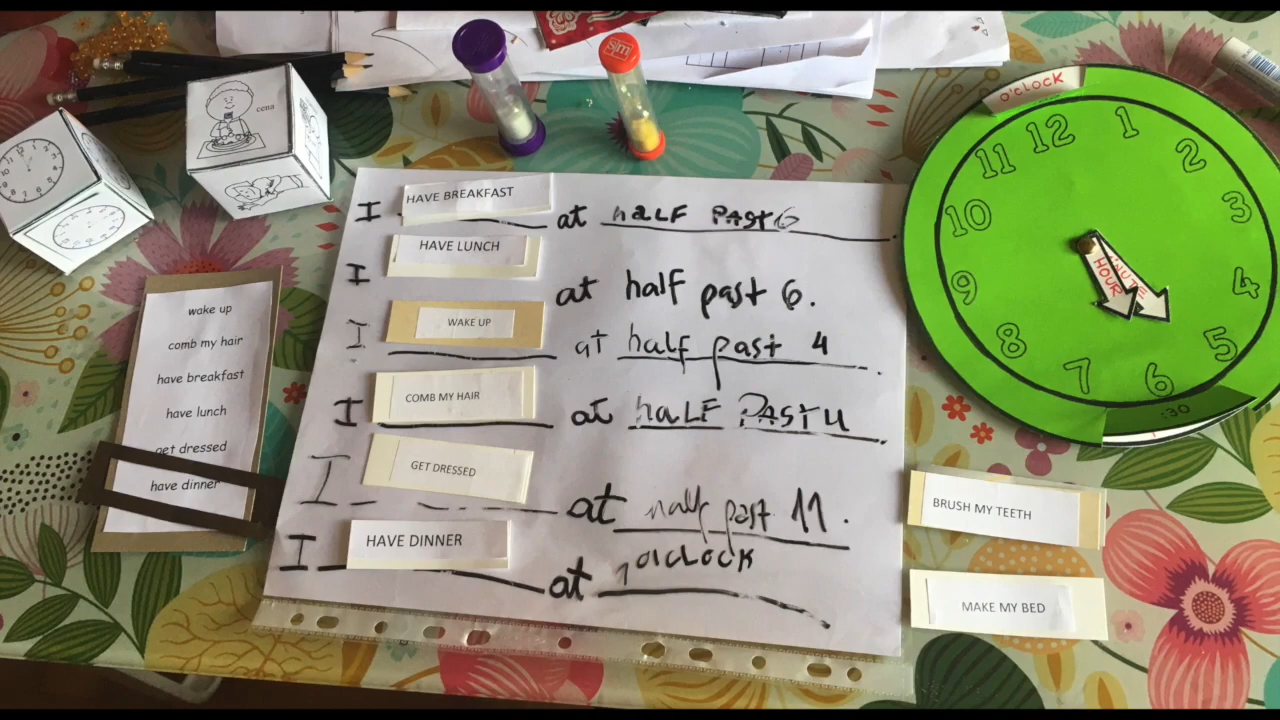 cena
sm
I HAVE BREAKFAST at HALF PAST 6
I HAVE LUNCH at half past 6.
I WAKE UP at half past 4
I COMB MY HAIR at HALF PAST 4
I GET DRESSED at half past 11.
I HAVE DINNER at 1 O'CLOCK
wake up
comb my hair
have breakfast
have lunch
get dressed
have dinner
O'CLOCK
12
1
2
3
4
5
6
7
8
9
10
11
HOUR
MINUTE
:30
BRUSH MY TEETH
MAKE MY BED